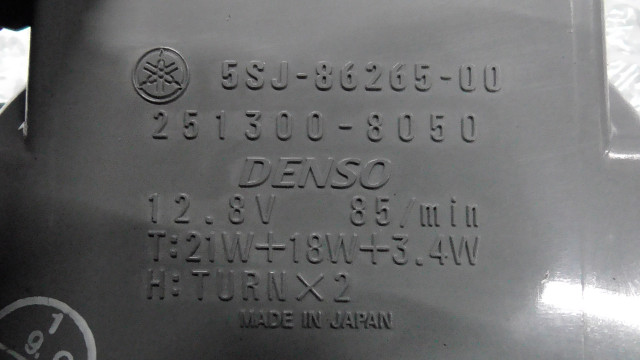 5SJ-86265-00
251300-8050
DENSO
12.8V 85/min
T:21W+18W+3.4W
H:TURN×2
MADE IN JAPAN
1